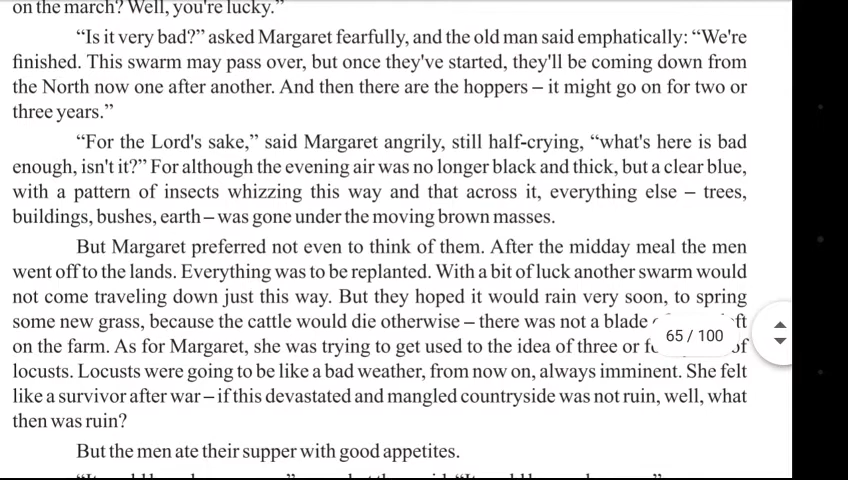 on the march? Well, you're lucky.”
“Is it very bad?” asked Margaret fearfully, and the old man said emphatically: “We're
finished. This swarm may pass over, but once they've started, they'll be coming down from
the North now one after another. And then there are the hoppers – it might go on for two or
three years.”
“For the Lord's sake,” said Margaret angrily, still half-crying, “what's here is bad
enough, isn't it?” For although the evening air was no longer black and thick, but a clear blue,
with a pattern of insects whizzing this way and that across it, everything else – trees,
buildings, bushes, earth – was gone under the moving brown masses.
But Margaret preferred not even to think of them. After the midday meal the men
went off to the lands. Everything was to be replanted. With a bit of luck another swarm would
not come traveling down just this way. But they hoped it would rain very soon, to spring
some new grass, because the cattle would die otherwise – there was not a blade
on the farm. As for Margaret, she was trying to get used to the idea of three or of
65 / 100
locusts. Locusts were going to be like a bad weather, from now on, always imminent. She felt
like a survivor after war – if this devastated and mangled countryside was not ruin, well, what
then was ruin?
But the men ate their supper with good appetites.